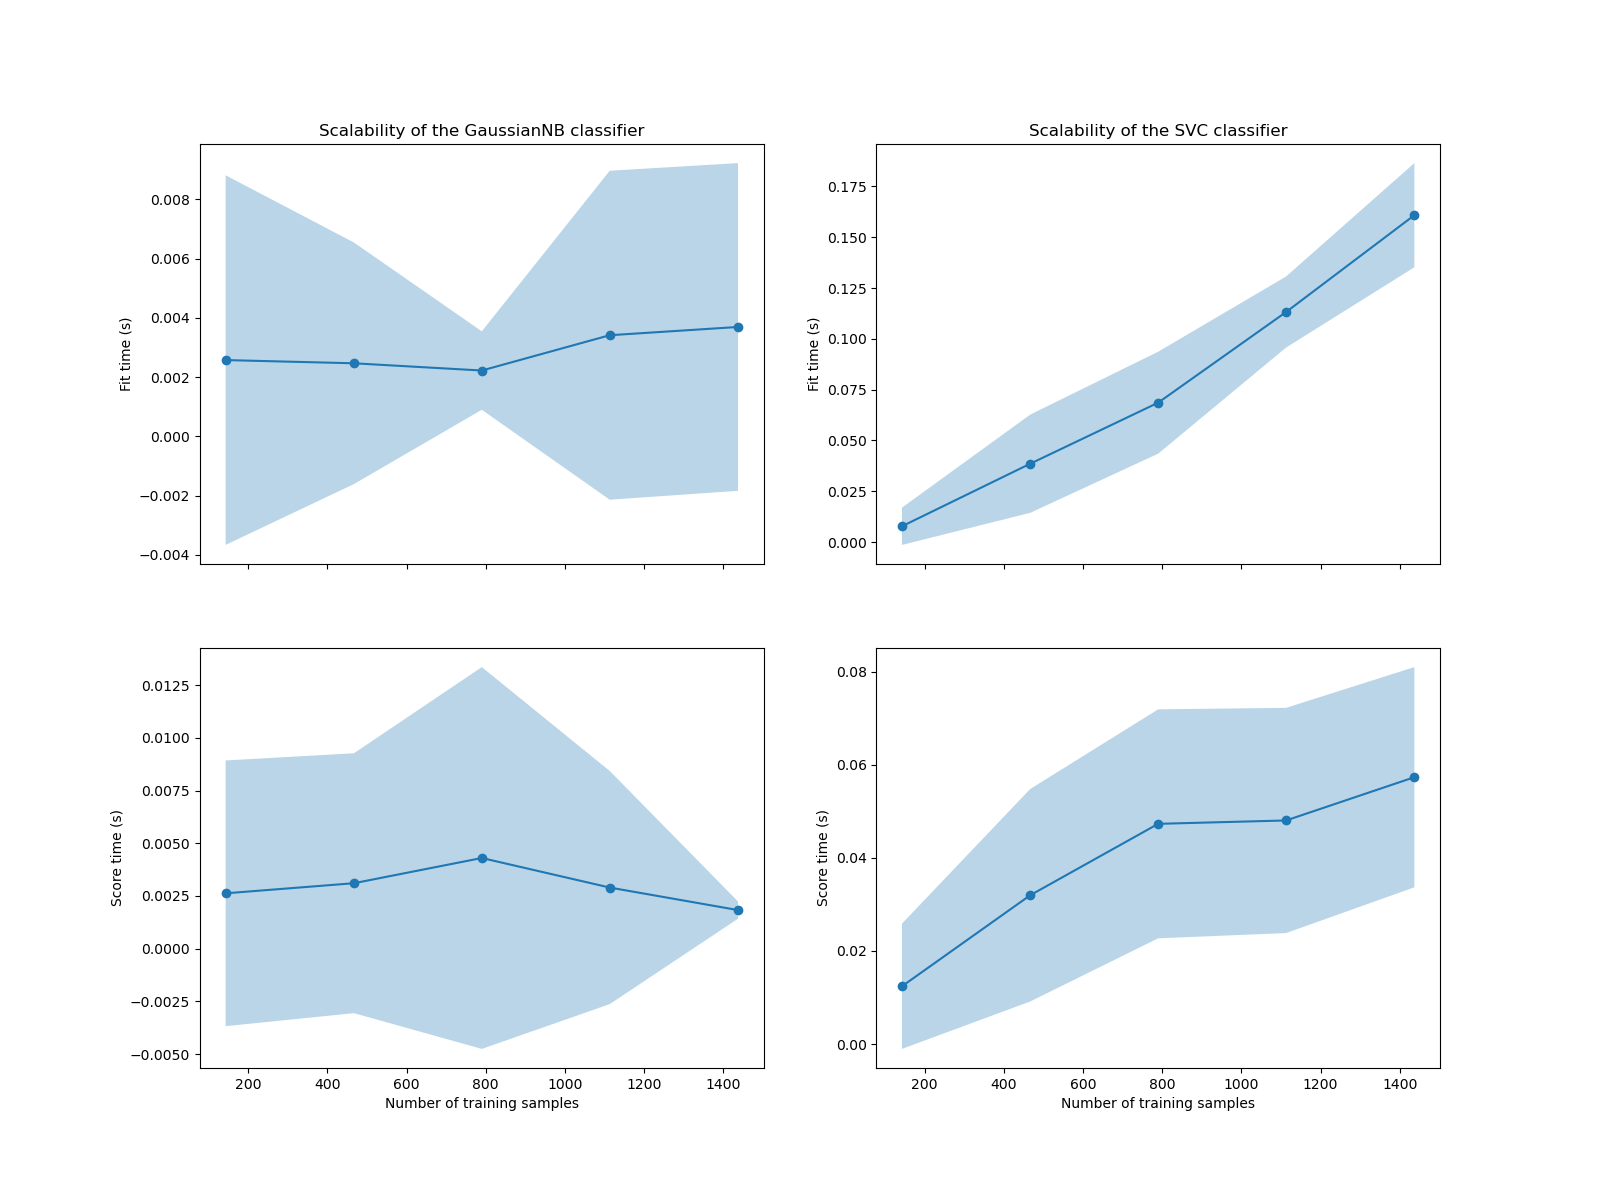 Scalability of the GaussianNB classifier
Fit time (s)
0.008
0.006
0.004
0.002
0.000
−0.002
−0.004
Scalability of the SVC classifier
Fit time (s)
0.175
0.150
0.125
0.100
0.075
0.050
0.025
0.000
Score time (s)
0.0125
0.0100
0.0075
0.0050
0.0025
0.0000
−0.0025
−0.0050
200 400 600 800 1000 1200 1400
Number of training samples
Score time (s)
0.08
0.06
0.04
0.02
0.00
200 400 600 800 1000 1200 1400
Number of training samples